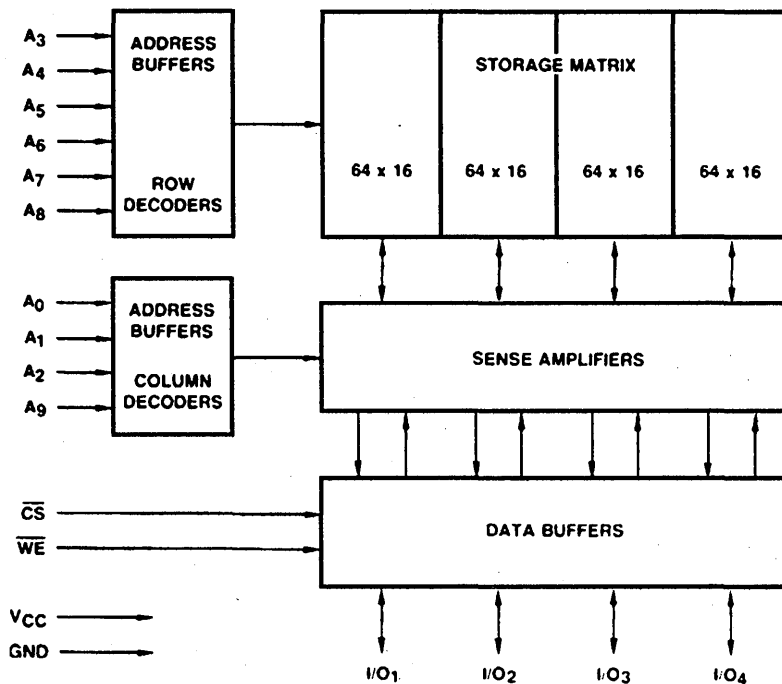 A3
A4
A5
A6
A7
A8
ADDRESS
BUFFERS
ROW
DECODERS
STORAGE MATRIX
64 x 16
64 x 16
64 x 16
64 x 16
A0
A1
A2
A9
ADDRESS
BUFFERS
COLUMN
DECODERS
SENSE AMPLIFIERS
CS
WE
DATA BUFFERS
VCC
GND
I/O1
I/O2
I/O3
I/O4